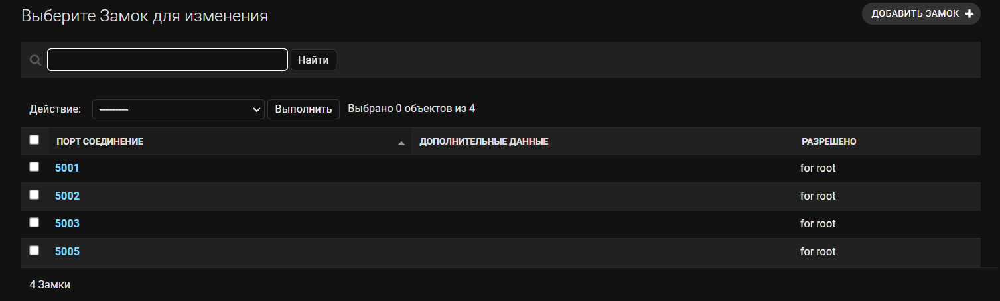 Выберите Замок для изменения
ДОБАВИТЬ ЗАМОК
Найти
Действие: --------- Выполнить Выбрано 0 объектов из 4
ПОРТ СОЕДИНЕНИЕ ДОПОЛНИТЕЛЬНЫЕ ДАННЫЕ РАЗРЕШЕНО
5001 for root
5002 for root
5003 for root
5005 for root
4 Замки